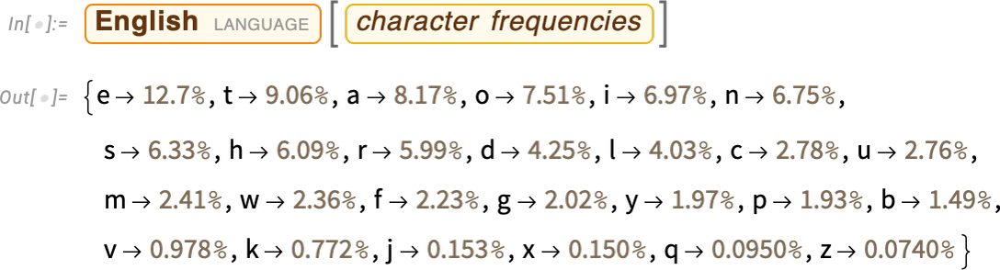 In[•]:= English LANGUAGE [ character frequencies ]
Out[•]= {e→ 12.7%, t→ 9.06%, a→ 8.17%, o→ 7.51%, i→ 6.97%, n→ 6.75%,
s→ 6.33%, h→ 6.09%, r→ 5.99%, d→ 4.25%, l→ 4.03%, c→ 2.78%, u→ 2.76%,
m→ 2.41%, w→ 2.36%, f→ 2.23%, g→ 2.02%, y→ 1.97%, p→ 1.93%, b→ 1.49%,
v→ 0.978%, k→ 0.772%, j→ 0.153%, x→ 0.150%, q→ 0.0950%, z→ 0.0740%}